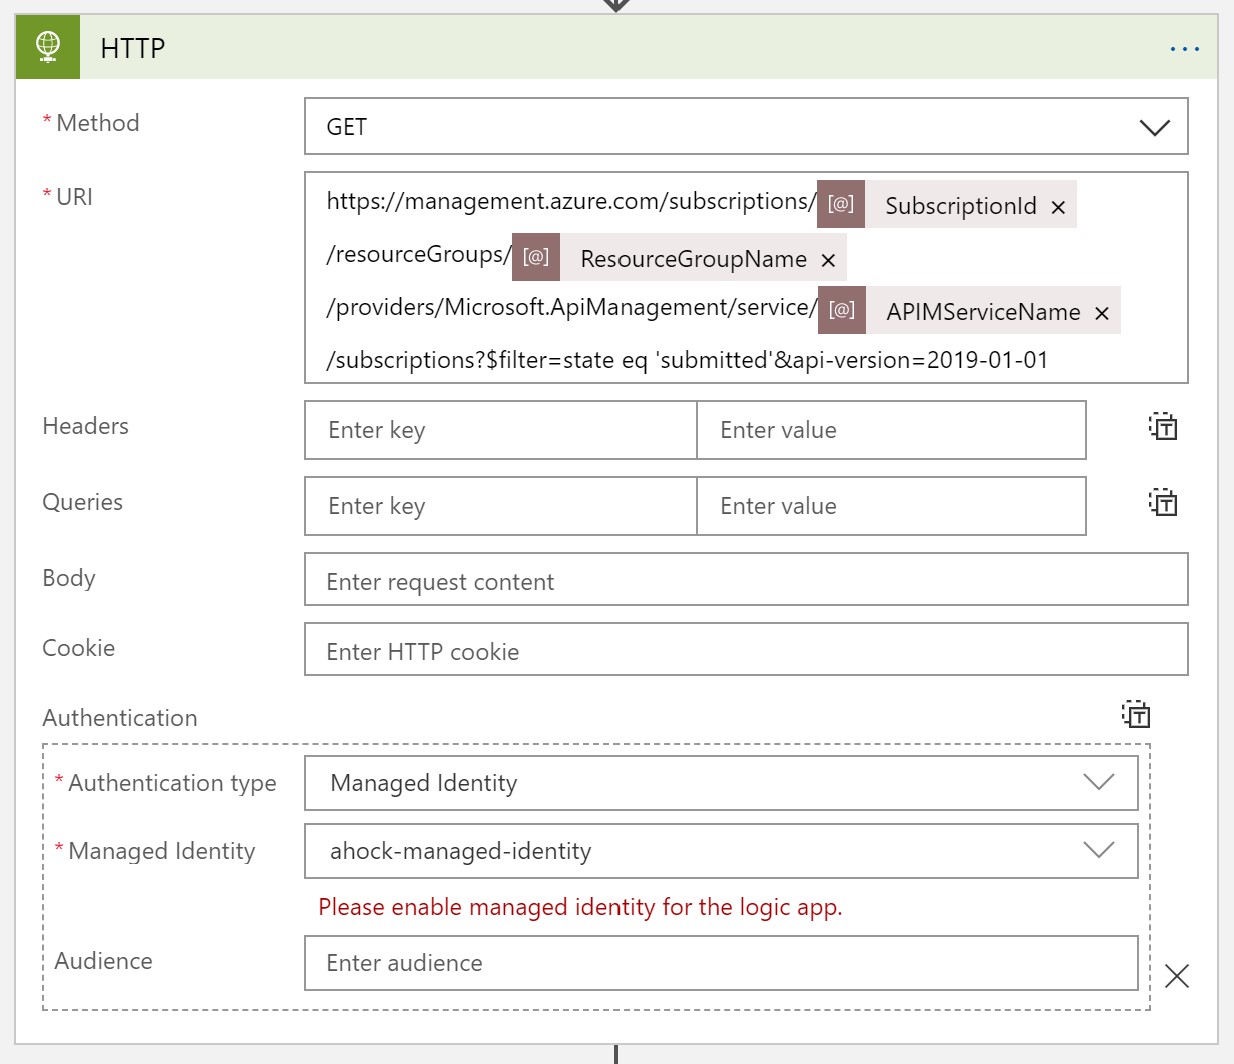 HTTP
* Method
GET
* URI
https://management.azure.com/subscriptions/ [@] SubscriptionId ×
/resourceGroups/ [@] ResourceGroupName ×
/providers/Microsoft.ApiManagement/service/ [@] APIMServiceName ×
/subscriptions?$filter=state eq 'submitted'&api-version=2019-01-01
Headers
Enter key Enter value
Queries
Enter key Enter value
Body
Enter request content
Cookie
Enter HTTP cookie
Authentication
* Authentication type
Managed Identity
* Managed Identity
ahock-managed-identity
Please enable managed identity for the logic app.
Audience
Enter audience